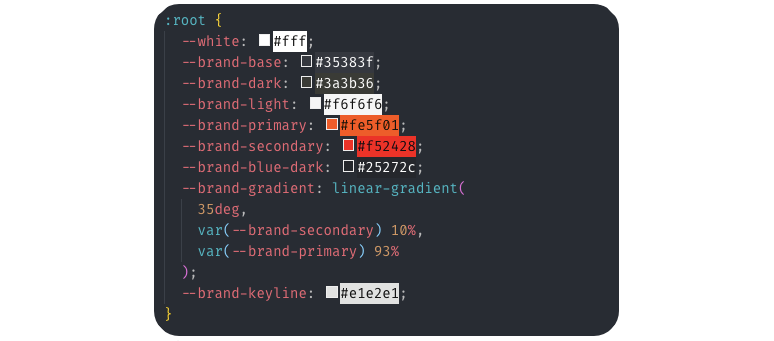 :root {
--white: #fff;
--brand-base: #35383f;
--brand-dark: #3a3b36;
--brand-light: #f6f6f6;
--brand-primary: #fe5f01;
--brand-secondary: #f52428;
--brand-blue-dark: #25272c;
--brand-gradient: linear-gradient(
35deg,
var(--brand-secondary) 10%,
var(--brand-primary) 93%
);
--brand-keyline: #e1e2e1;
}